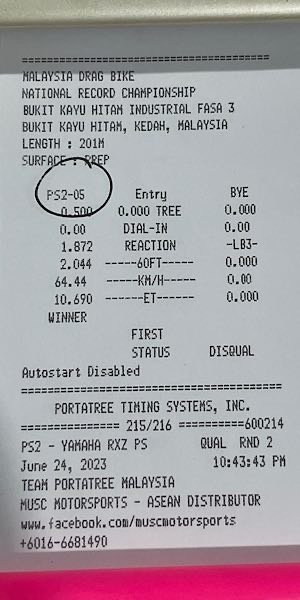 ==========================================
MALAYSIA DRAG BIKE
NATIONAL RECORD CHAMPIONSHIP
BUKIT KAYU HITAM INDUSTRIAL FASA 3
BUKIT KAYU HITAM, KEDAH, MALAYSIA
LENGTH : 201M
SURFACE : PREP
PS2-05 Entry BYE
0.500 0.000 TREE 0.000
0.00 DIAL-IN 0.00
1.872 REACTION -LB3-
2.044 -----60FT----- 0.000
64.44 -----KM/H----- 0.00
10.690 ------ET------ 0.000
WINNER
FIRST
STATUS DISQUAL
Autostart Disabled
==========================================
PORTATREE TIMING SYSTEMS, INC.
================ 215/216 ===========600214
PS2 - YAMAHA RXZ PS QUAL RND 2
June 24, 2023 10:43:43 PM
TEAM PORTATREE MALAYSIA
MUSC MOTORSPORTS - ASEAN DISTRIBUTOR
www.facebook.com/muscmotorsports
+6016-6681490